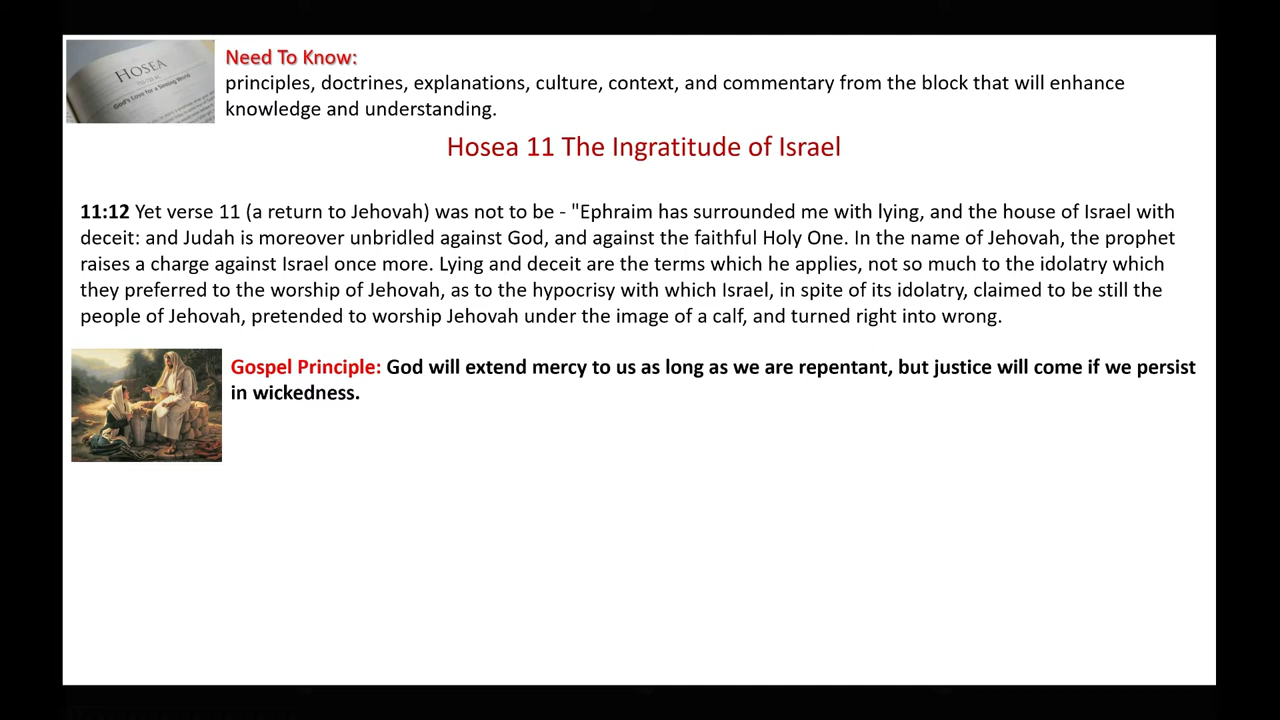 HOSEA
God's Love for a Sinning World
Need To Know:
principles, doctrines, explanations, culture, context, and commentary from the block that will enhance
knowledge and understanding.
Hosea 11 The Ingratitude of Israel
11:12 Yet verse 11 (a return to Jehovah) was not to be - "Ephraim has surrounded me with lying, and the house of Israel with
deceit: and Judah is moreover unbridled against God, and against the faithful Holy One. In the name of Jehovah, the prophet
raises a charge against Israel once more. Lying and deceit are the terms which he applies, not so much to the idolatry which
they preferred to the worship of Jehovah, as to the hypocrisy with which Israel, in spite of its idolatry, claimed to be still the
people of Jehovah, pretended to worship Jehovah under the image of a calf, and turned right into wrong.
Gospel Principle: God will extend mercy to us as long as we are repentant, but justice will come if we persist
in wickedness.